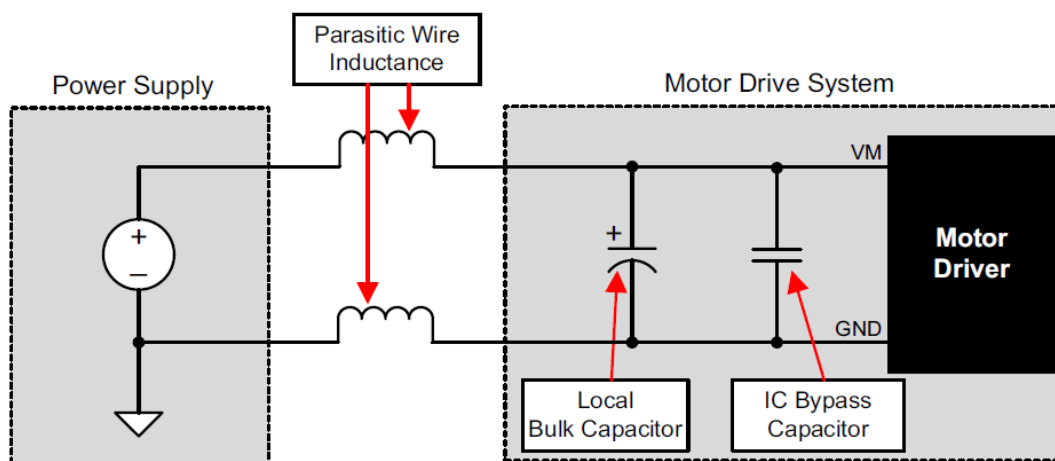 Parasitic Wire
Inductance
Power Supply
Motor Drive System
VM
+
+
–
Motor
Driver
GND
Local
Bulk Capacitor
IC Bypass
Capacitor